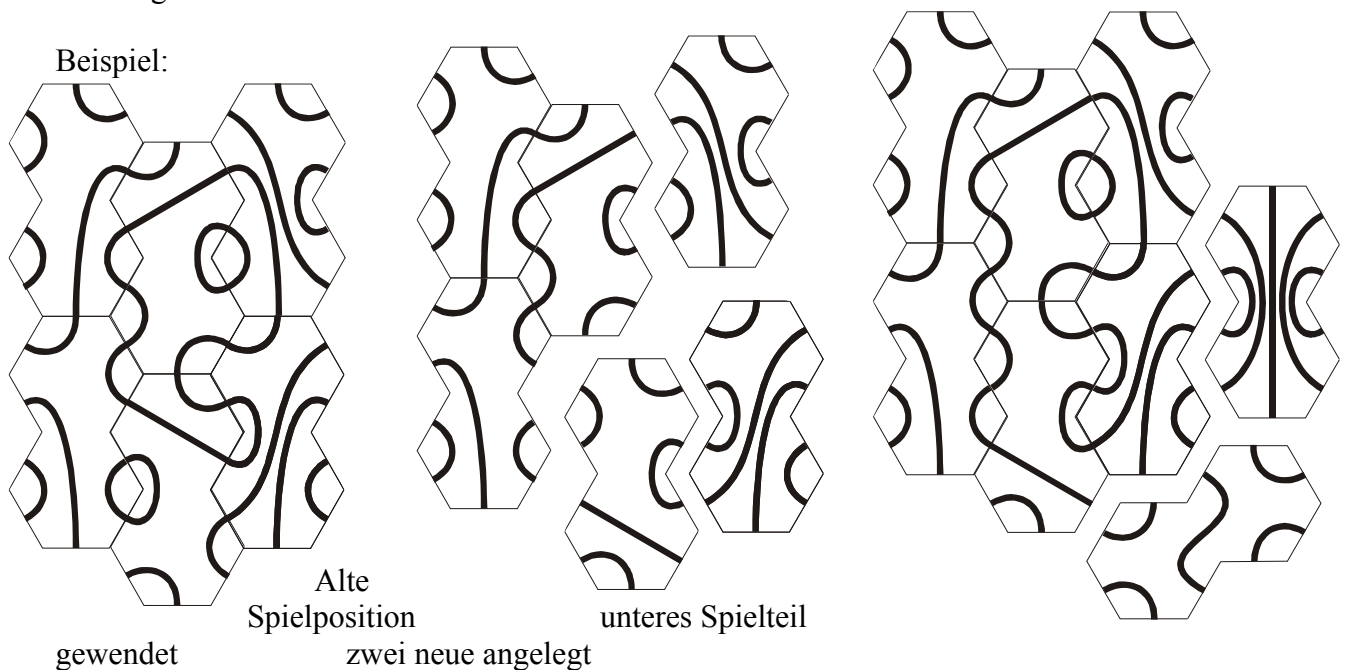 Beispiel:
Alte
Spielposition unteres Spielteil
gewendet zwei neue angelegt